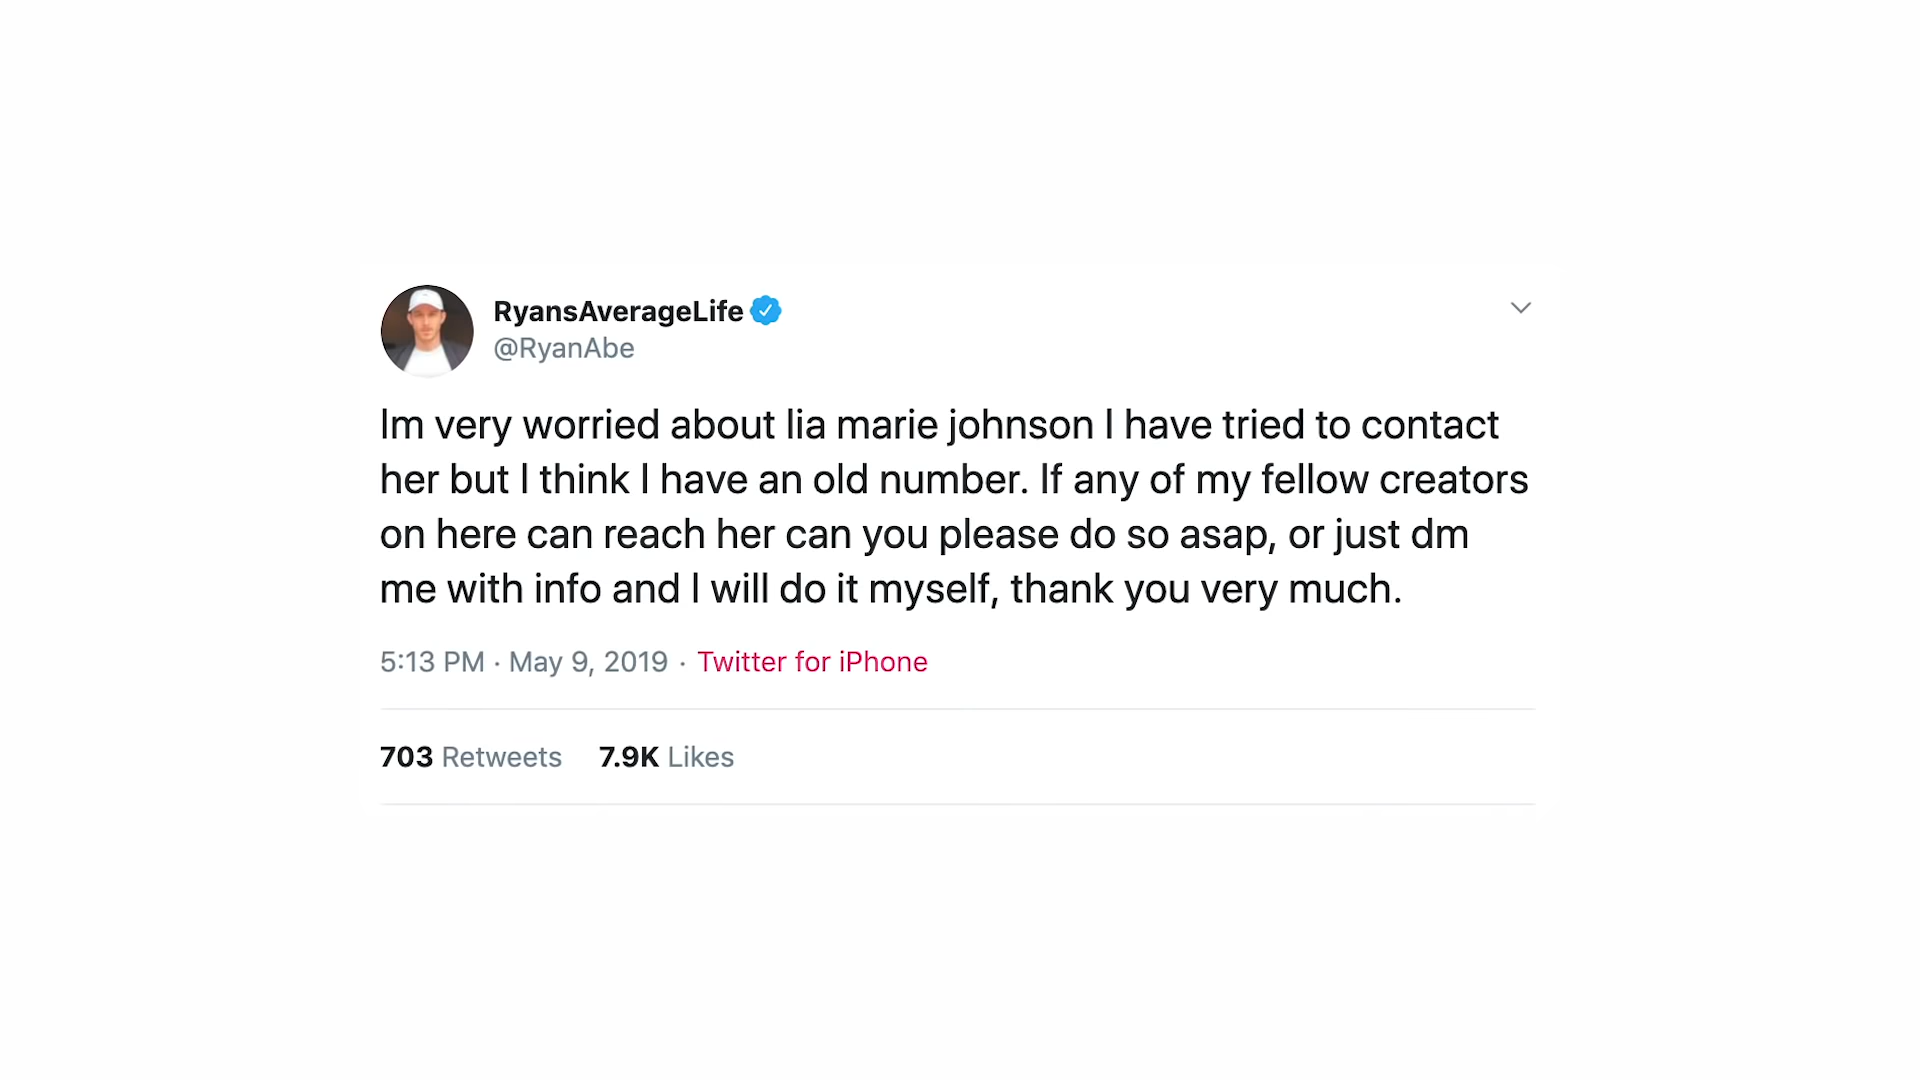 RyansAverageLife
@RyanAbe
Im very worried about lia marie johnson I have tried to contact
her but I think I have an old number. If any of my fellow creators
on here can reach her can you please do so asap, or just dm
me with info and I will do it myself, thank you very much.
5:13 PM · May 9, 2019 · Twitter for iPhone
703 Retweets 7.9K Likes